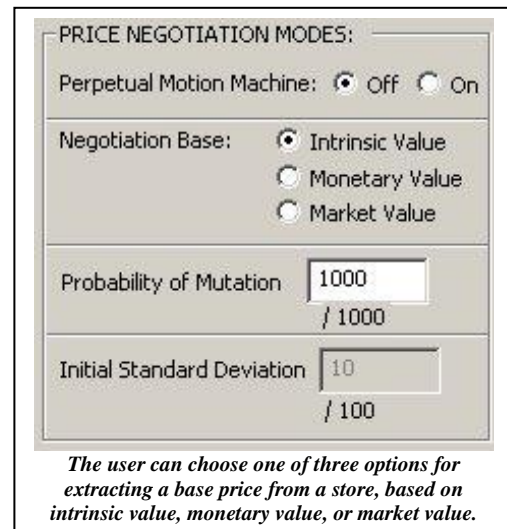 PRICE NEGOTIATION MODES:
Perpetual Motion Machine: Off On
Negotiation Base: Intrinsic Value
Monetary Value
Market Value
Probability of Mutation 1000
/ 1000
Initial Standard Deviation 10
/ 100
The user can choose one of three options for
extracting a base price from a store, based on
intrinsic value, monetary value, or market value.